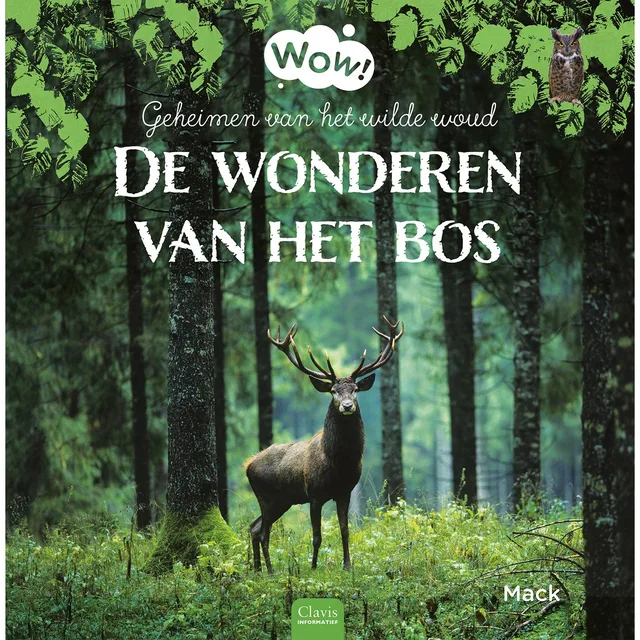 Wow!
Geheimen van het wilde woud
DE WONDEREN
VAN HET BOS
Mack
Clavis
INFORMATIEF